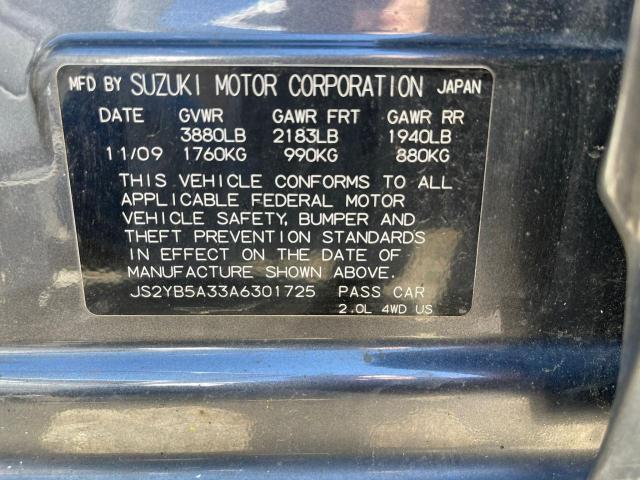 MFD BY SUZUKI MOTOR CORPORATION JAPAN
DATE GVWR GAWR FRT GAWR RR
3880LB 2183LB 1940LB
11/09 1760KG 990KG 880KG
THIS VEHICLE CONFORMS TO ALL
APPLICABLE FEDERAL MOTOR
VEHICLE SAFETY, BUMPER AND
THEFT PREVENTION STANDARDS
IN EFFECT ON THE DATE OF
MANUFACTURE SHOWN ABOVE.
JS2YB5A33A6301725 PASS CAR
2.0L 4WD US